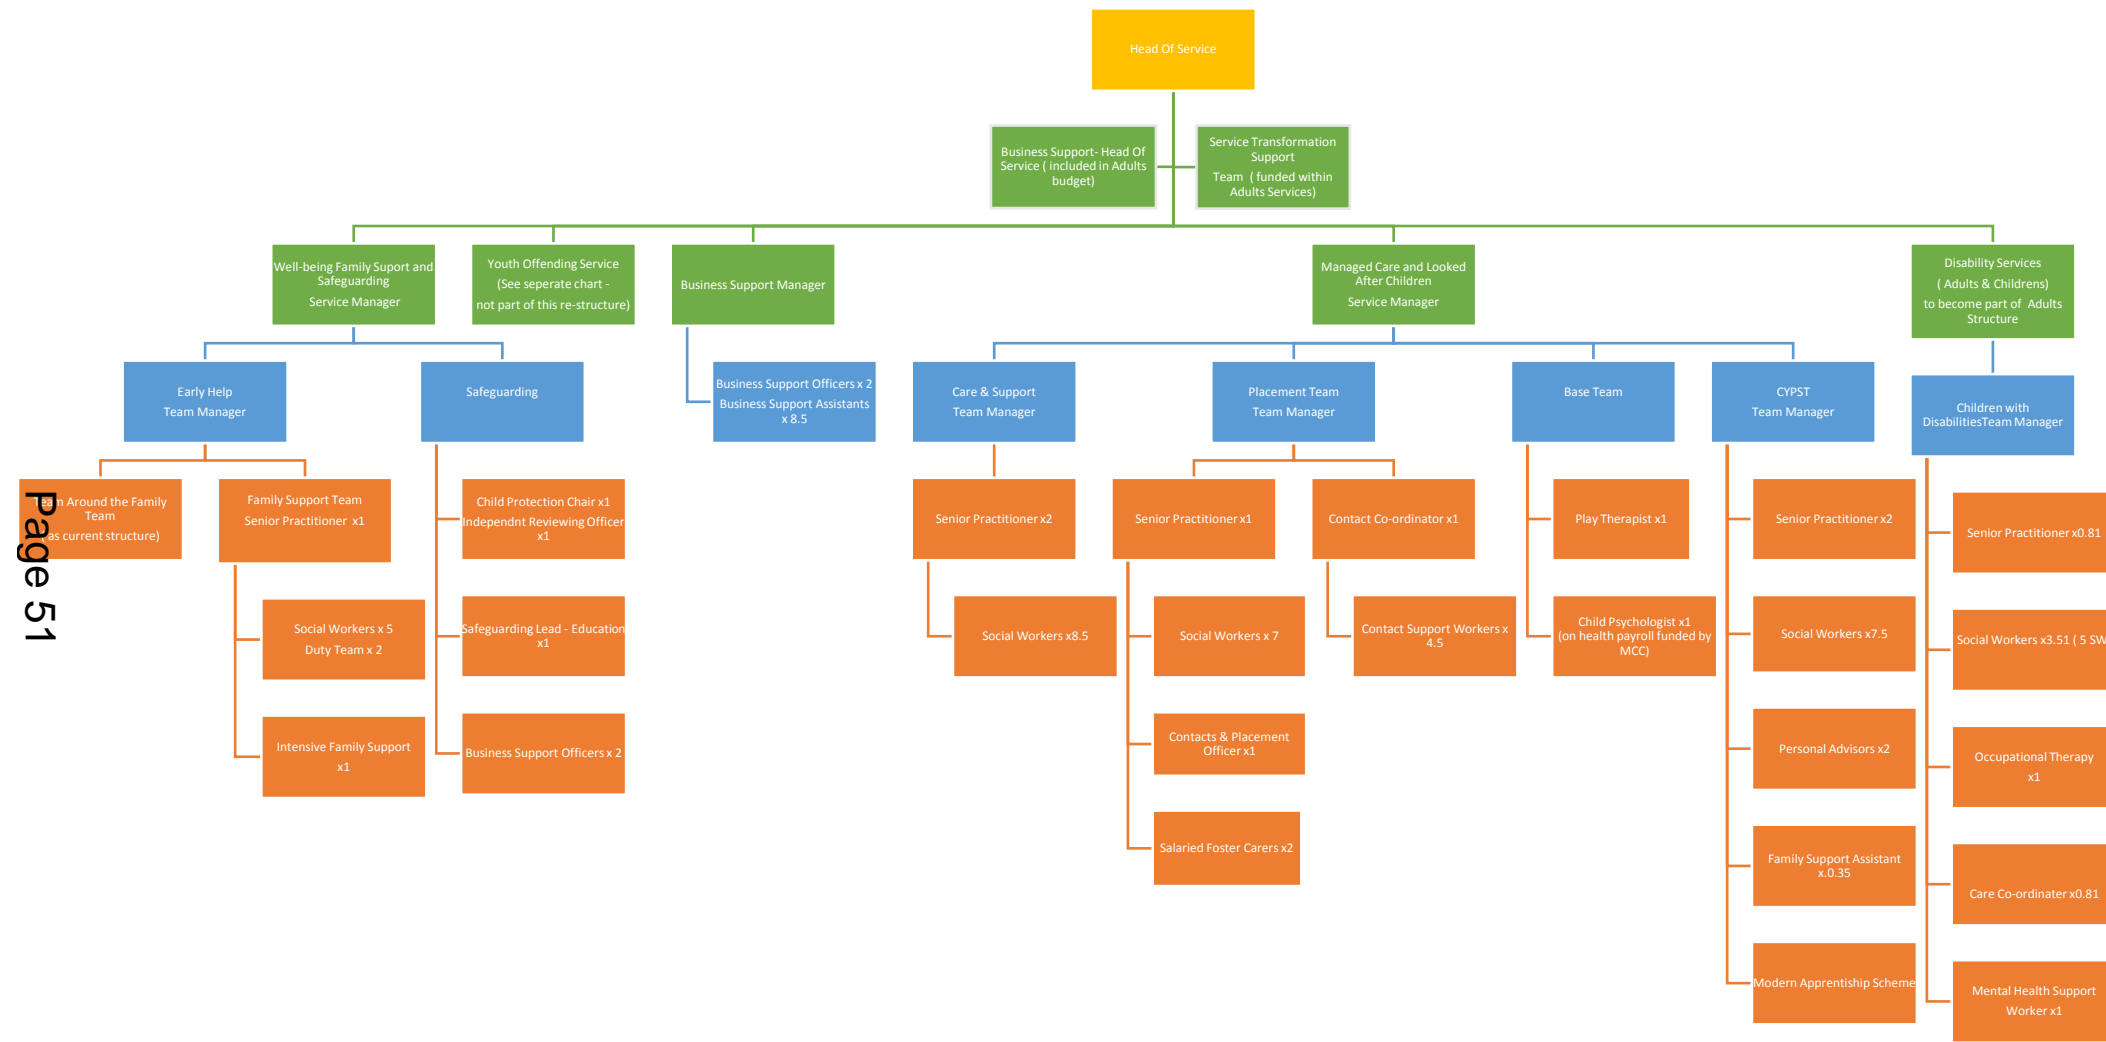 Head Of Service
Business Support- Head Of
Service ( included in Adults
budget)
Service Transformation
Support
Team ( funded within
Adults Services)
Well-being Family Suport and
Safeguarding
Service Manager
Youth Offending Service
(See seperate chart -
not part of this re-structure)
Business Support Manager
Managed Care and Looked
After Children
Service Manager
Disability Services
( Adults & Childrens)
to become part of Adults
Structure
Early Help
Team Manager
Safeguarding
Business Support Officers x 2
Business Support Assistants
x 8.5
Care & Support
Team Manager
Placement Team
Team Manager
Base Team
CYPST
Team Manager
Children with
DisabilitiesTeam Manager
Team Around the Family
Team
( as current structure)
Family Support Team
Senior Practitioner x1
Social Workers x 5
Duty Team x 2
Intensive Family Support
x1
Child Protection Chair x1
Independnt Reviewing Officer
x1
Safeguarding Lead - Education
x1
Business Support Officers x 2
Senior Practitioner x2
Social Workers x8.5
Senior Practitioner x1
Social Workers x 7
Contacts & Placement
Officer x1
Salaried Foster Carers x2
Contact Co-ordinator x1
Contact Support Workers x
4.5
Play Therapist x1
Child Psychologist x1
(on health payroll funded by
MCC)
Senior Practitioner x2
Social Workers x7.5
Personal Advisors x2
Family Support Assistant
x.0.35
Modern Apprentiship Scheme
Senior Practitioner x0.81
Social Workers x3.51 ( 5 SW
Occupational Therapy
x1
Care Co-ordinater x0.81
Mental Health Support
Worker x1
Page 51